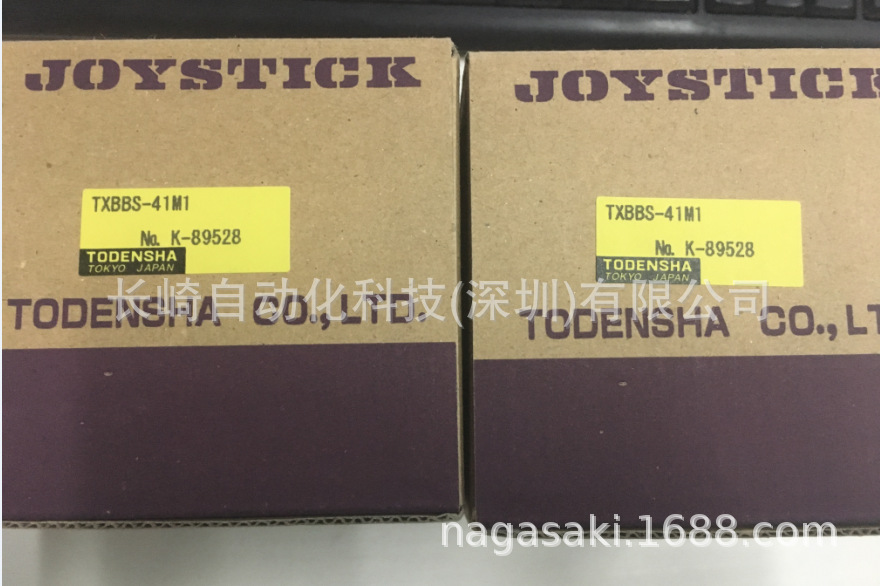 JOYSTICK
TXBBS-41M1
No. K-89528
TODENSHA
TOKYO JAPAN
TODENSHA CO.,LTD.
JOYSTICK
TXBBS-41M1
No. K-89528
TODENSHA
TOKYO JAPAN
TODENSHA CO., LT
长崎自动化科技(深圳)有限公司
nagasaki.1688.com